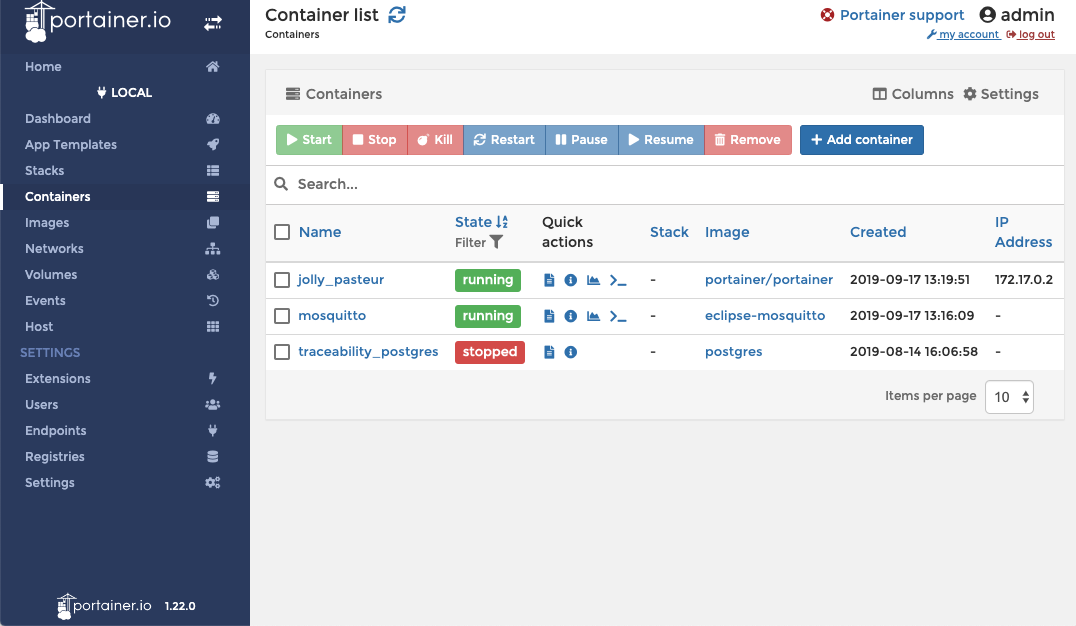 portainer.io
Home
LOCAL
Dashboard
App Templates
Stacks
Containers
Images
Networks
Volumes
Events
Host
SETTINGS
Extensions
Users
Endpoints
Registries
Settings
portainer.io 1.22.0
Container list
Containers
Portainer support admin
my account log out
Containers Columns Settings
Start Stop Kill Restart Pause Resume Remove + Add container
Search...
Name State Filter Quick actions Stack Image Created IP Address
jolly_pasteur running - portainer/portainer 2019-09-17 13:19:51 172.17.0.2
mosquitto running - eclipse-mosquitto 2019-09-17 13:16:09 -
traceability_postgres stopped - postgres 2019-08-14 16:06:58 -
Items per page 10